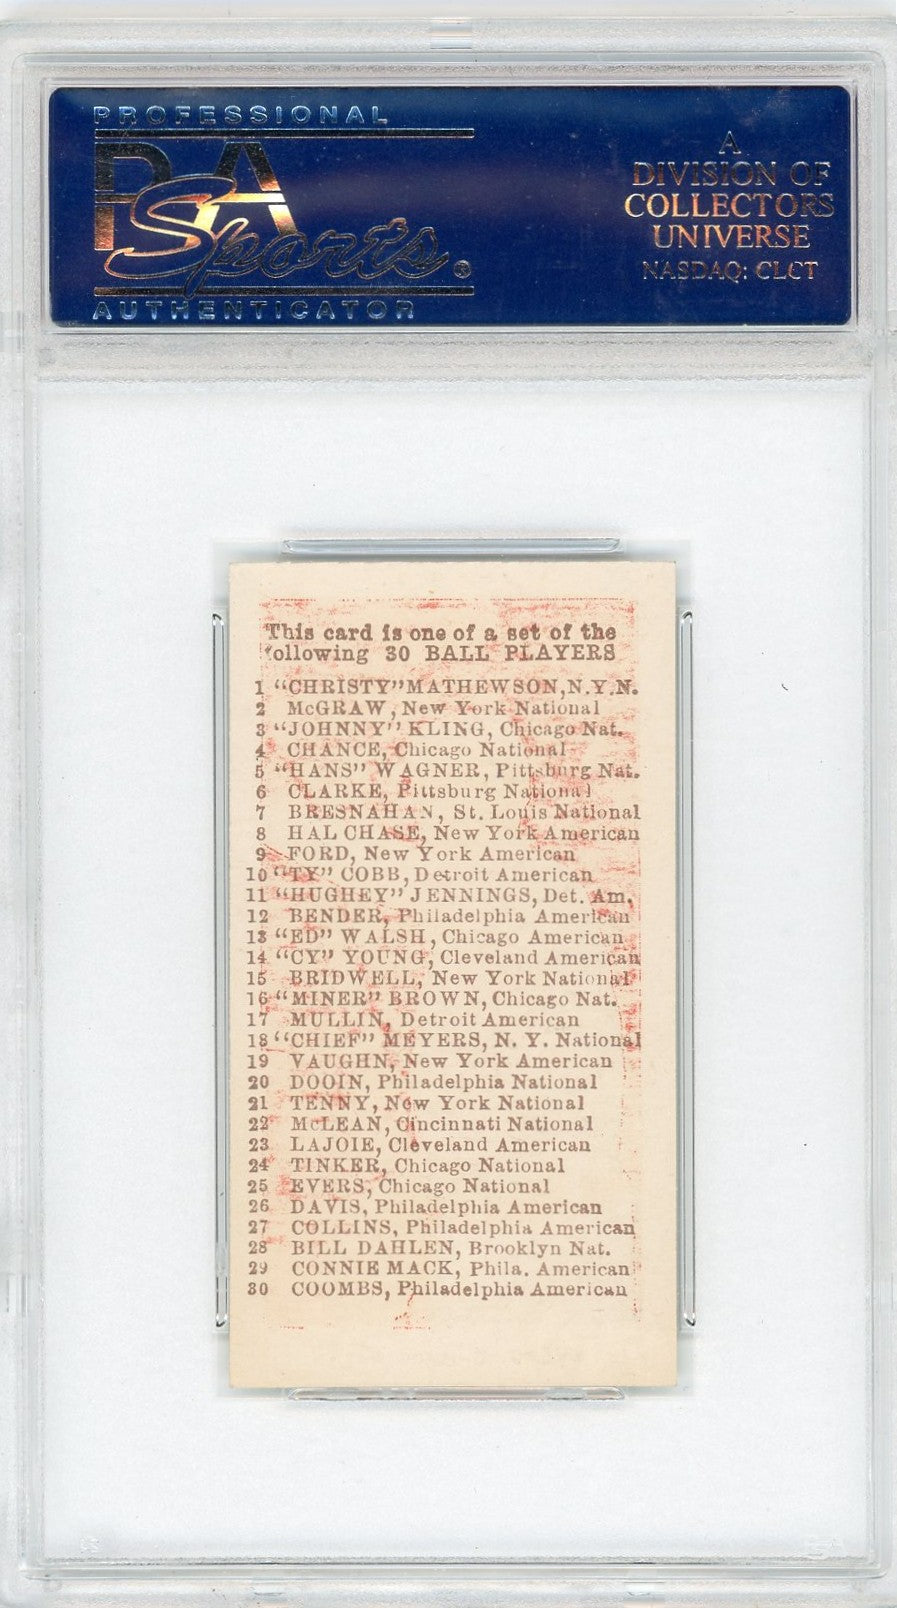 PROFESSIONAL
PSA
Sports®
AUTHENTICATOR
A
DIVISION OF
COLLECTORS
UNIVERSE
NASDAQ: CLCT
This card is one of a set of the
following 30 BALL PLAYERS
1 "CHRISTY" MATHEWSON, N.Y.N.
2 McGRAW, New York National
3 "JOHNNY" KLING, Chicago Nat.
4 CHANCE, Chicago National
5 "HANS" WAGNER, Pittsburg Nat.
6 CLARKE, Pittsburg National
7 BRESNAHAN, St. Louis National
8 HAL CHASE, New York American
9 FORD, New York American
10 "TY" COBB, Detroit American
11 "HUGHEY" JENNINGS, Det. Am.
12 BENDER, Philadelphia American
13 "ED" WALSH, Chicago American
14 "CY" YOUNG, Cleveland American
15 BRIDWELL, New York National
16 "MINER" BROWN, Chicago Nat.
17 MULLIN, Detroit American
18 "CHIEF" MEYERS, N. Y. National
19 VAUGHN, New York American
20 DOOIN, Philadelphia National
21 TENNY, New York National
22 McLEAN, Cincinnati National
23 LAJOIE, Cleveland American
24 TINKER, Chicago National
25 EVERS, Chicago National
26 DAVIS, Philadelphia American
27 COLLINS, Philadelphia American
28 BILL DAHLEN, Brooklyn Nat.
29 CONNIE MACK, Phila. American
30 COOMBS, Philadelphia American